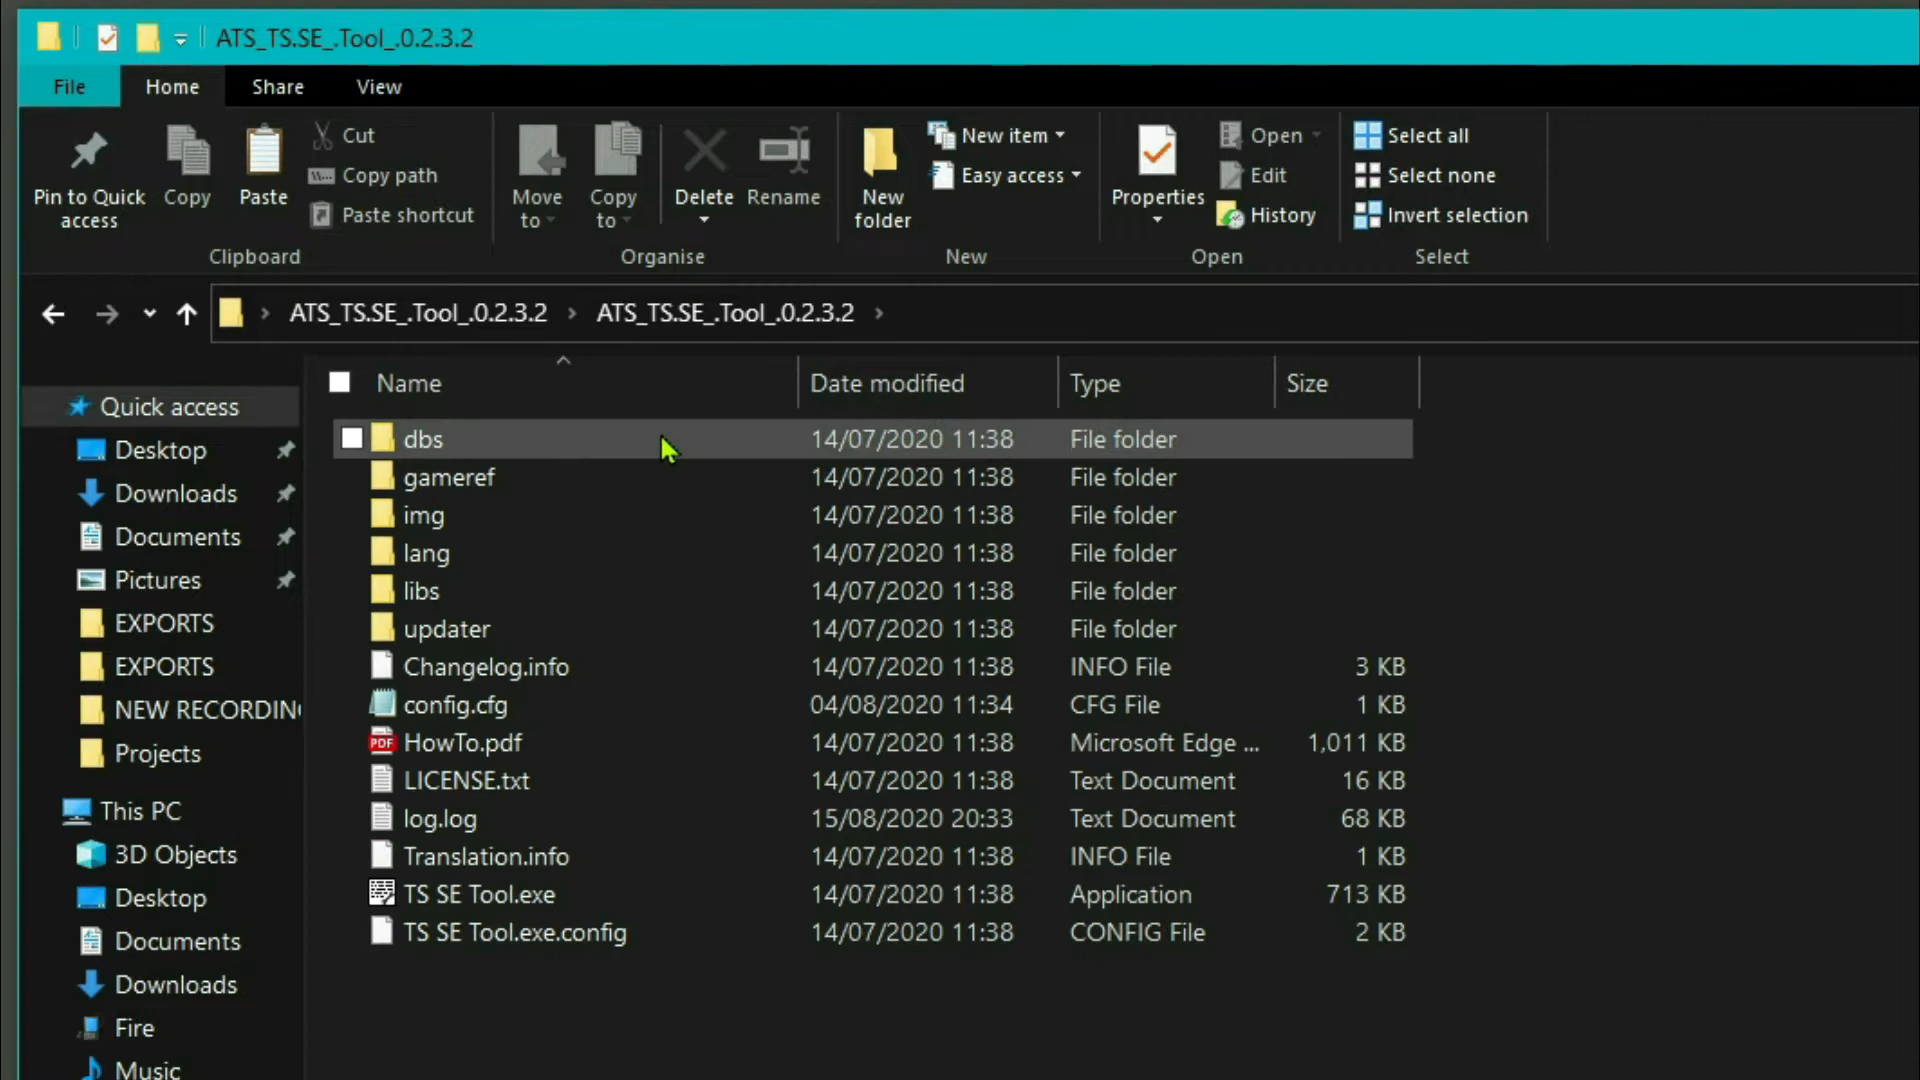 ATS_TS.SE_.Tool_.0.2.3.2
File Home Share View
Pin to Quick access
Copy
Paste
Cut
Copy path
Paste shortcut
Clipboard
Move to
Copy to
Delete
Rename
Organise
New folder
New item
Easy access
New
Properties
Open
Edit
History
Open
Select all
Select none
Invert selection
Select
ATS_TS.SE_.Tool_.0.2.3.2 > ATS_TS.SE_.Tool_.0.2.3.2 >
Quick access
Desktop
Downloads
Documents
Pictures
EXPORTS
EXPORTS
NEW RECORDIN
Projects
This PC
3D Objects
Desktop
Documents
Downloads
Fire
Music
Name Date modified Type Size
dbs 14/07/2020 11:38 File folder
gameref 14/07/2020 11:38 File folder
img 14/07/2020 11:38 File folder
lang 14/07/2020 11:38 File folder
libs 14/07/2020 11:38 File folder
updater 14/07/2020 11:38 File folder
Changelog.info 14/07/2020 11:38 INFO File 3 KB
config.cfg 04/08/2020 11:34 CFG File 1 KB
PDF HowTo.pdf 14/07/2020 11:38 Microsoft Edge ... 1,011 KB
LICENSE.txt 14/07/2020 11:38 Text Document 16 KB
log.log 15/08/2020 20:33 Text Document 68 KB
Translation.info 14/07/2020 11:38 INFO File 1 KB
TS SE Tool.exe 14/07/2020 11:38 Application 713 KB
TS SE Tool.exe.config 14/07/2020 11:38 CONFIG File 2 KB